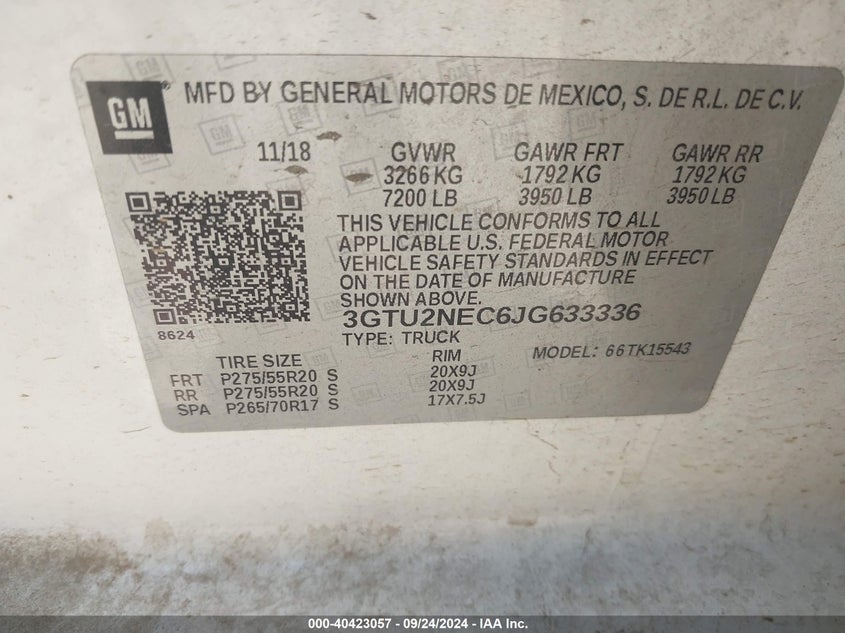 GM
MFD BY GENERAL MOTORS DE MEXICO, S. DE R.L. DE C.V.
11/18 GVWR GAWR FRT GAWR RR
3266 KG 1792 KG 1792 KG
7200 LB 3950 LB 3950 LB
THIS VEHICLE CONFORMS TO ALL
APPLICABLE U.S. FEDERAL MOTOR
VEHICLE SAFETY STANDARDS IN EFFECT
ON THE DATE OF MANUFACTURE
SHOWN ABOVE.
8624
3GTU2NEC6JG633336
TYPE: TRUCK
MODEL: 66TK15543
TIRE SIZE RIM
FRT P275/55R20 S 20X9J
RR P275/55R20 S 20X9J
SPA P265/70R17 S 17X7.5J
000-40423057 - 09/24/2024 - IAA Inc.